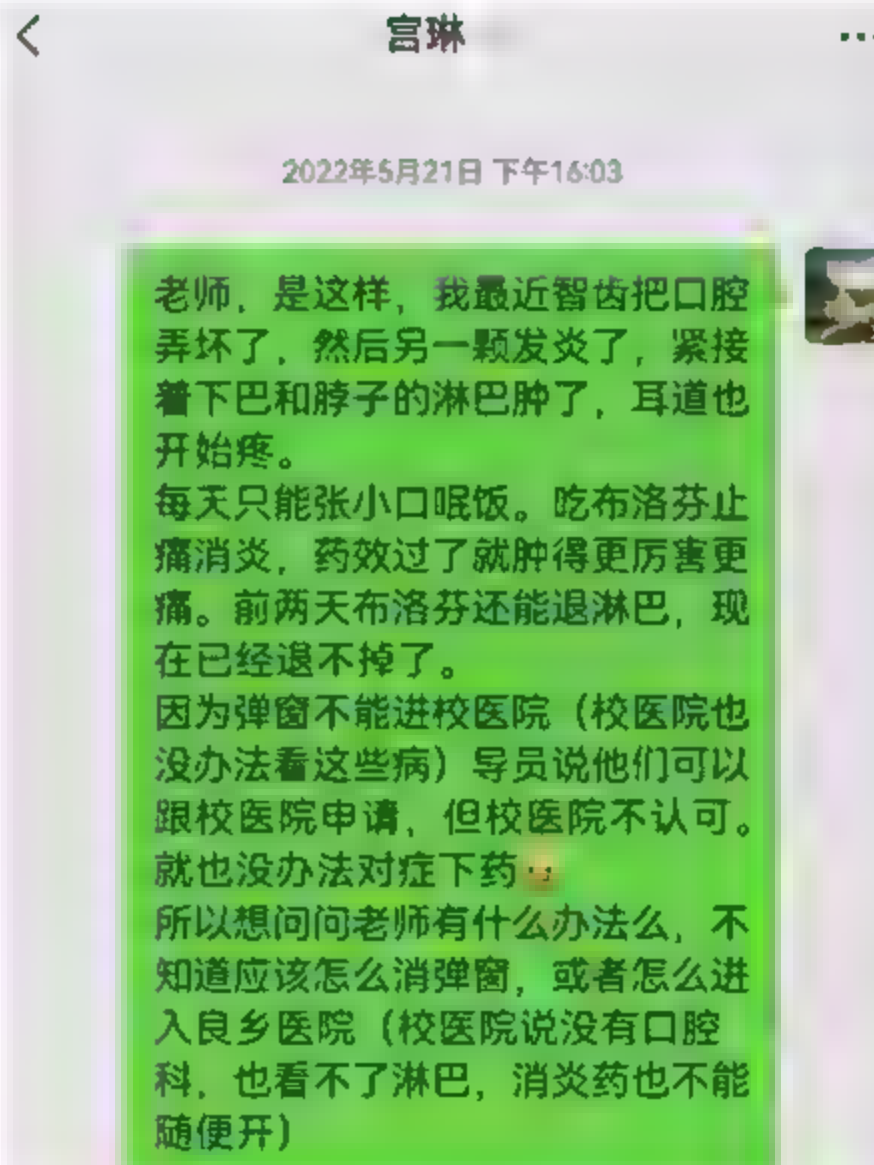 宫琳
2022年5月21日 下午16:03
老师，是这样，我最近智齿把口腔
弄坏了，然后另一颗发炎了，紧接
着下巴和脖子的淋巴肿了，耳道也
开始疼。
每天只能张小口眠饭。吃布洛芬止
痛消炎，药效过了就肿得更厉害更
痛。前两天布洛芬还能退淋巴，现
在已经退不掉了。
因为弹窗不能进校医院（校医院也
没办法看这些病）导员说他们可以
跟校医院申请，但校医院不认可。
就也没办法对症下药
所以想问问老师有什么办法么，不
知道应该怎么消弹窗，或者怎么进
入良乡医院（校医院说没有口腔
科，也看不了淋巴，消炎药也不能
随便开）